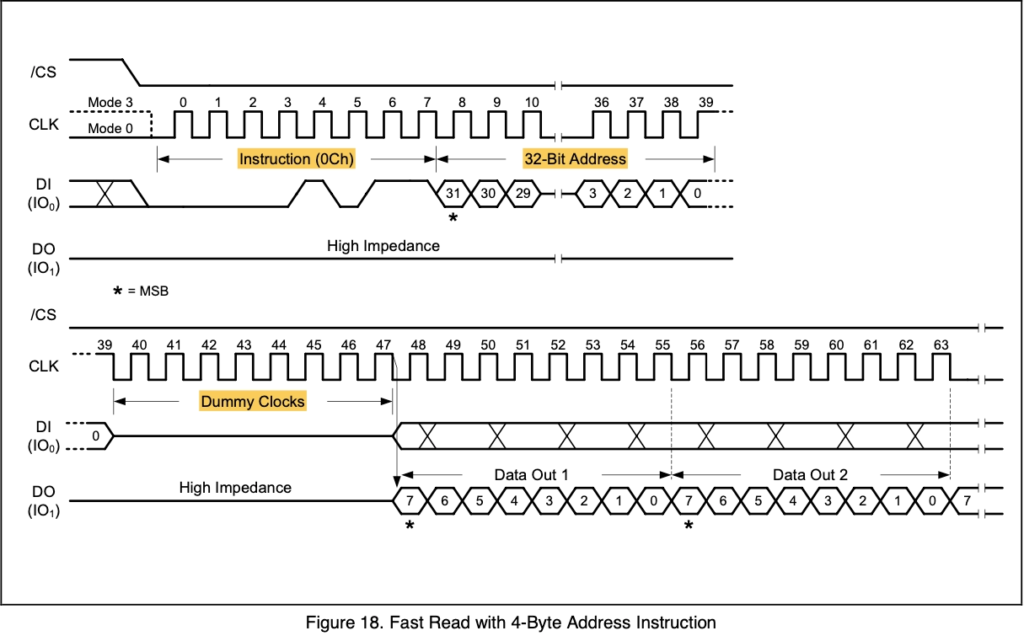 /CS
Mode 3 0 1 2 3 4 5 6 7 8 9 10 36 37 38 39
CLK
Mode 0
Instruction (0Ch) 32-Bit Address
DI
(IO₀)
31 30 29 3 2 1 0
*
DO
(IO₁)
High Impedance
* = MSB
/CS
39 40 41 42 43 44 45 46 47 48 49 50 51 52 53 54 55 56 57 58 59 60 61 62 63
CLK
Dummy Clocks
DI
(IO₀)
0
Data Out 1 Data Out 2
DO
(IO₁)
High Impedance
7 6 5 4 3 2 1 0 7 6 5 4 3 2 1 0 7
* *
Figure 18. Fast Read with 4-Byte Address Instruction